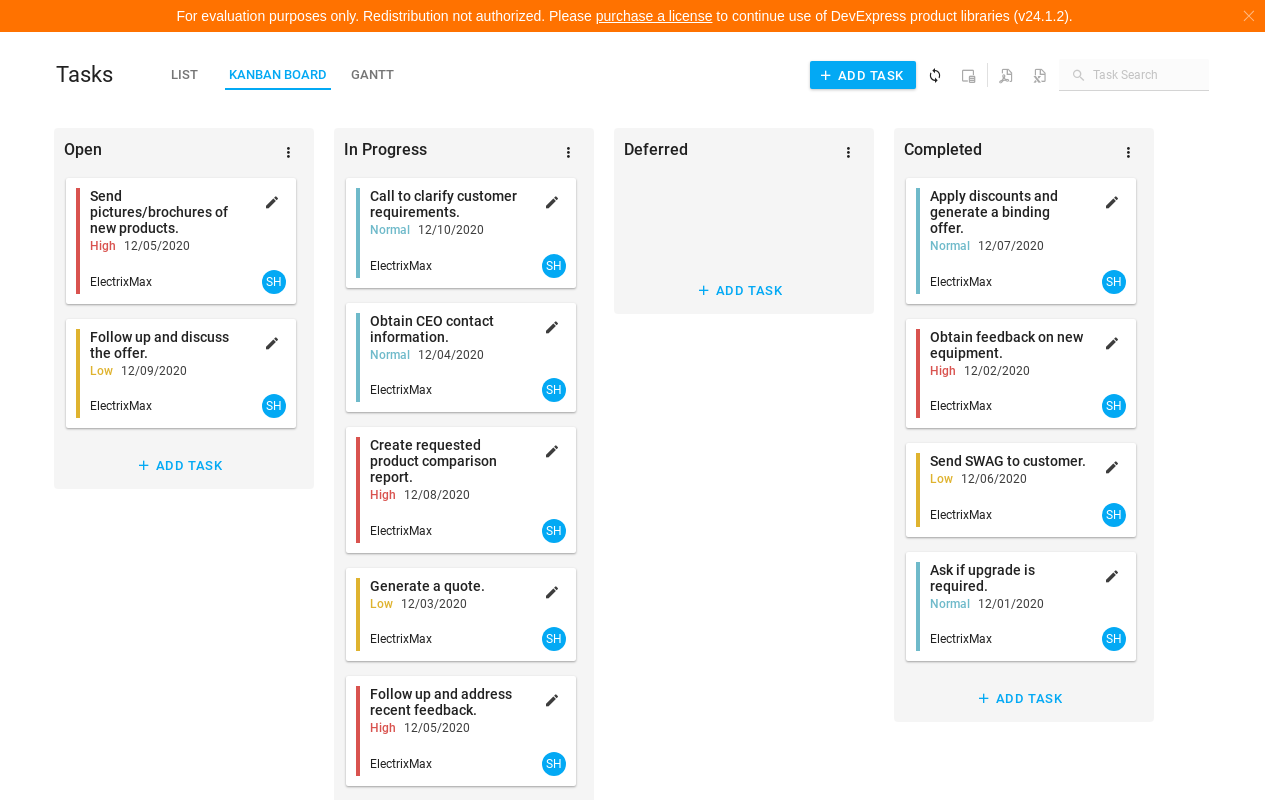 For evaluation purposes only. Redistribution not authorized. Please purchase a license to continue use of DevExpress product libraries (v24.1.2).
Tasks
LIST
KANBAN BOARD
GANTT
ADD TASK
Task Search
Open
Send
pictures/brochures of
new products.
High 12/05/2020
ElectrixMax
SH
Follow up and discuss
the offer.
Low 12/09/2020
ElectrixMax
SH
ADD TASK
In Progress
Call to clarify customer
requirements.
Normal 12/10/2020
ElectrixMax
SH
Obtain CEO contact
information.
Normal 12/04/2020
ElectrixMax
SH
Create requested
product comparison
report.
High 12/08/2020
ElectrixMax
SH
Generate a quote.
Low 12/03/2020
ElectrixMax
SH
Follow up and address
recent feedback.
High 12/05/2020
ElectrixMax
SH
Deferred
ADD TASK
Completed
Apply discounts and
generate a binding
offer.
Normal 12/07/2020
ElectrixMax
SH
Obtain feedback on new
equipment.
High 12/02/2020
ElectrixMax
SH
Send SWAG to customer.
Low 12/06/2020
ElectrixMax
SH
Ask if upgrade is
required.
Normal 12/01/2020
ElectrixMax
SH
ADD TASK